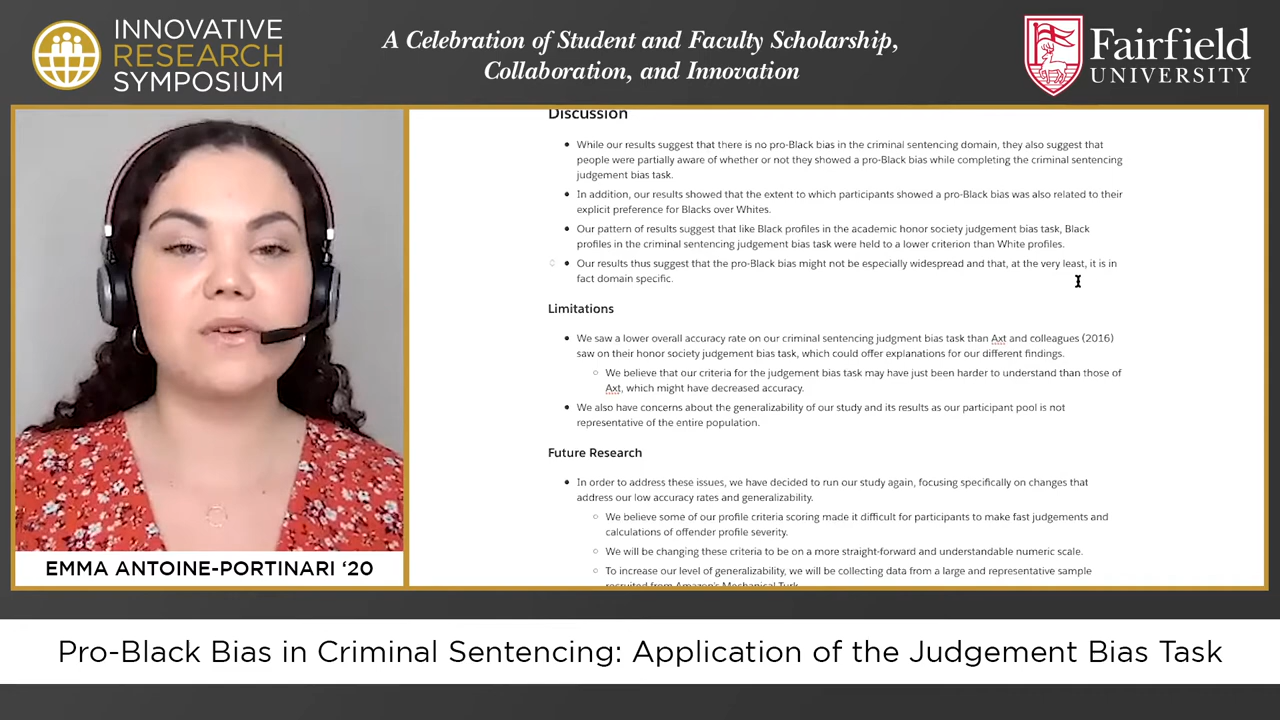 INNOVATIVE
RESEARCH
SYMPOSIUM
A Celebration of Student and Faculty Scholarship,
Collaboration, and Innovation
Fairfield
UNIVERSITY
Discussion
• While our results suggest that there is no pro-Black bias in the criminal sentencing domain, they also suggest that
people were partially aware of whether or not they showed a pro-Black bias while completing the criminal sentencing
judgement bias task.
• In addition, our results showed that the extent to which participants showed a pro-Black bias was also related to their
explicit preference for Blacks over Whites.
• Our pattern of results suggest that like Black profiles in the academic honor society judgement bias task, Black
profiles in the criminal sentencing judgement bias task were held to a lower criterion than White profiles.
• Our results thus suggest that the pro-Black bias might not be especially widespread and that, at the very least, it is in
fact domain specific.
Limitations
• We saw a lower overall accuracy rate on our criminal sentencing judgment bias task than Axt and colleagues (2016)
saw on their honor society judgement bias task, which could offer explanations for our different findings.
◦ We believe that our criteria for the judgement bias task may have just been harder to understand than those of
Axt, which might have decreased accuracy.
• We also have concerns about the generalizability of our study and its results as our participant pool is not
representative of the entire population.
Future Research
• In order to address these issues, we have decided to run our study again, focusing specifically on changes that
address our low accuracy rates and generalizability.
◦ We believe some of our profile criteria scoring made it difficult for participants to make fast judgements and
calculations of offender profile severity.
◦ We will be changing these criteria to be on a more straight-forward and understandable numeric scale.
◦ To increase our level of generalizability, we will be collecting data from a large and representative sample
recruited from Amazon's Mechanical Turk.
EMMA ANTOINE-PORTINARI ‘20
Pro-Black Bias in Criminal Sentencing: Application of the Judgement Bias Task